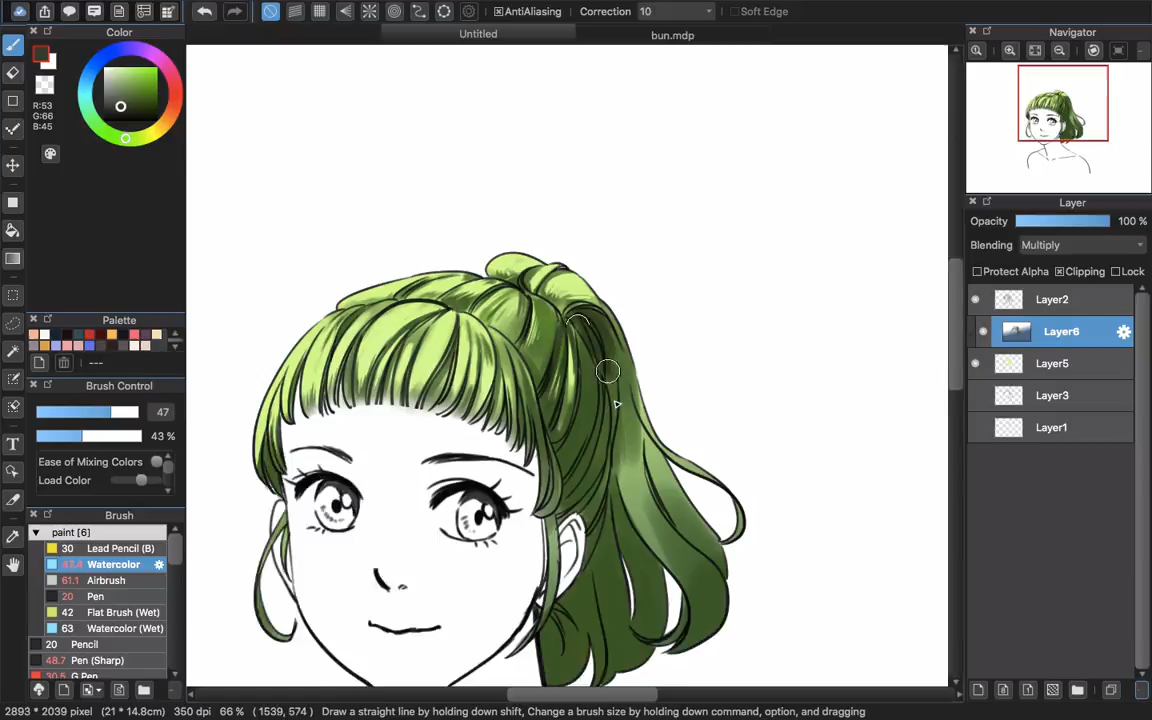 AntiAliasing Correction 10 Soft Edge
Color
Untitled
bun.mdp
Navigator
R:53
G:66
B:45
Layer
Opacity 100 %
Blending Multiply
Protect Alpha Clipping Lock
Layer2
Layer6
Layer5
Layer3
Layer1
Palette
---
Brush Control
47
43 %
Ease of Mixing Colors
Load Color
Brush
paint [6]
30 Lead Pencil (B)
47.4 Watercolor
61.1 Airbrush
20 Pen
42 Flat Brush (Wet)
63 Watercolor (Wet)
20 Pencil
48.7 Pen (Sharp)
30.5 G Pen
T
2893 * 2039 pixel (21 * 14.8cm) 350 dpi 66 % ( 1539, 574 ) Draw a straight line by holding down shift, Change a brush size by holding down command, option, and dragging